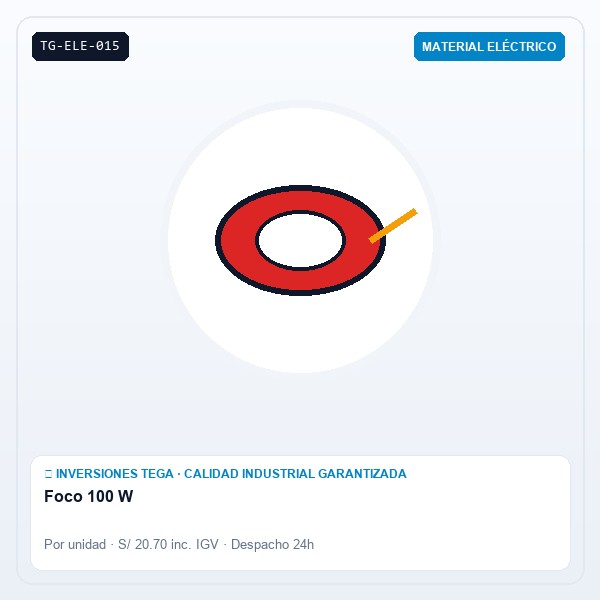 TG-ELE-015
MATERIAL ELÉCTRICO
INVERSIONES TEGA · CALIDAD INDUSTRIAL GARANTIZADA
Foco 100 W
Por unidad · S/ 20.70 inc. IGV · Despacho 24h